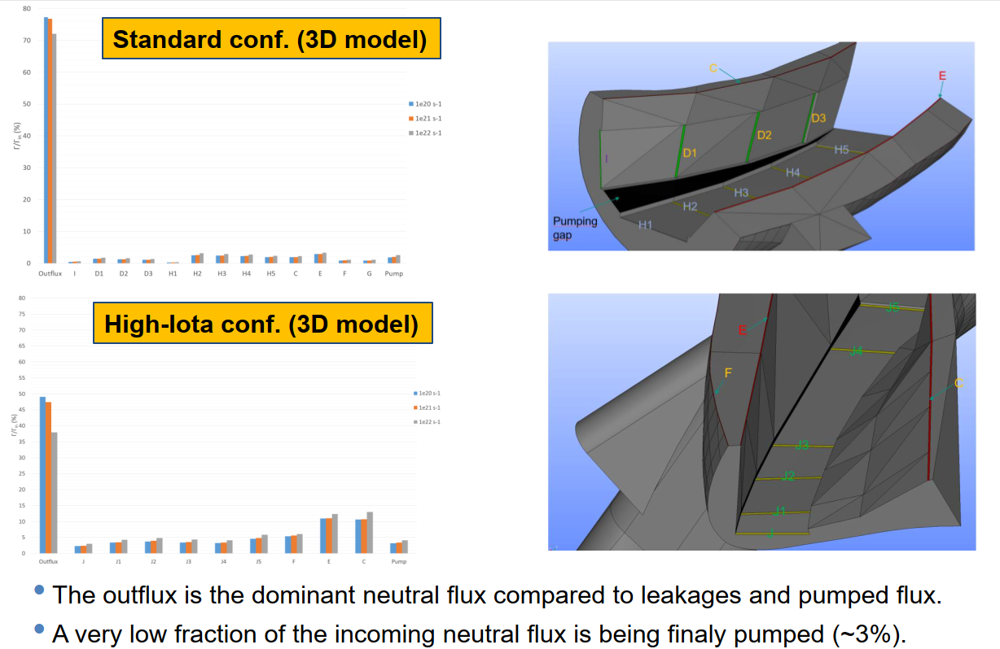 Standard conf. (3D model)
80
70
60
50
40
30
20
10
0
Γ/Γin (%)
1e20 s-1
1e21 s-1
1e22 s-1
Outflux I D1 D2 D3 H1 H2 H3 H4 H5 C E F G Pump
C
E
D3
D2
D1
I
H5
H4
H3
H2
H1
Pumping
gap
High-Iota conf. (3D model)
80
75
70
65
60
55
50
45
40
35
30
25
20
15
10
5
0
Γ/Γin (%)
1e20 s-1
1e21 s-1
1e22 s-1
Outflux J J1 J2 J3 J4 J5 F E C Pump
J5
E
J4
F
C
J3
J2
J1
J
• The outflux is the dominant neutral flux compared to leakages and pumped flux.
• A very low fraction of the incoming neutral flux is being finaly pumped (~3%).